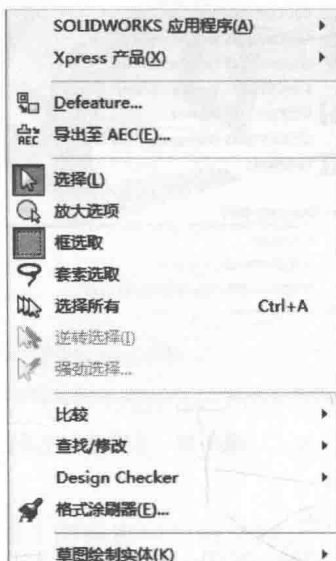 SOLIDWORKS 应用程序(A)
Xpress 产品(X)
Defeature...
导出至 AEC(E)...
选择(L)
放大选项
框选取
套索选取
选择所有 Ctrl+A
逆转选择(I)
强劲选择...
比较
查找/修改
Design Checker
格式涂刷器(E)...
草图绘制实体(K)